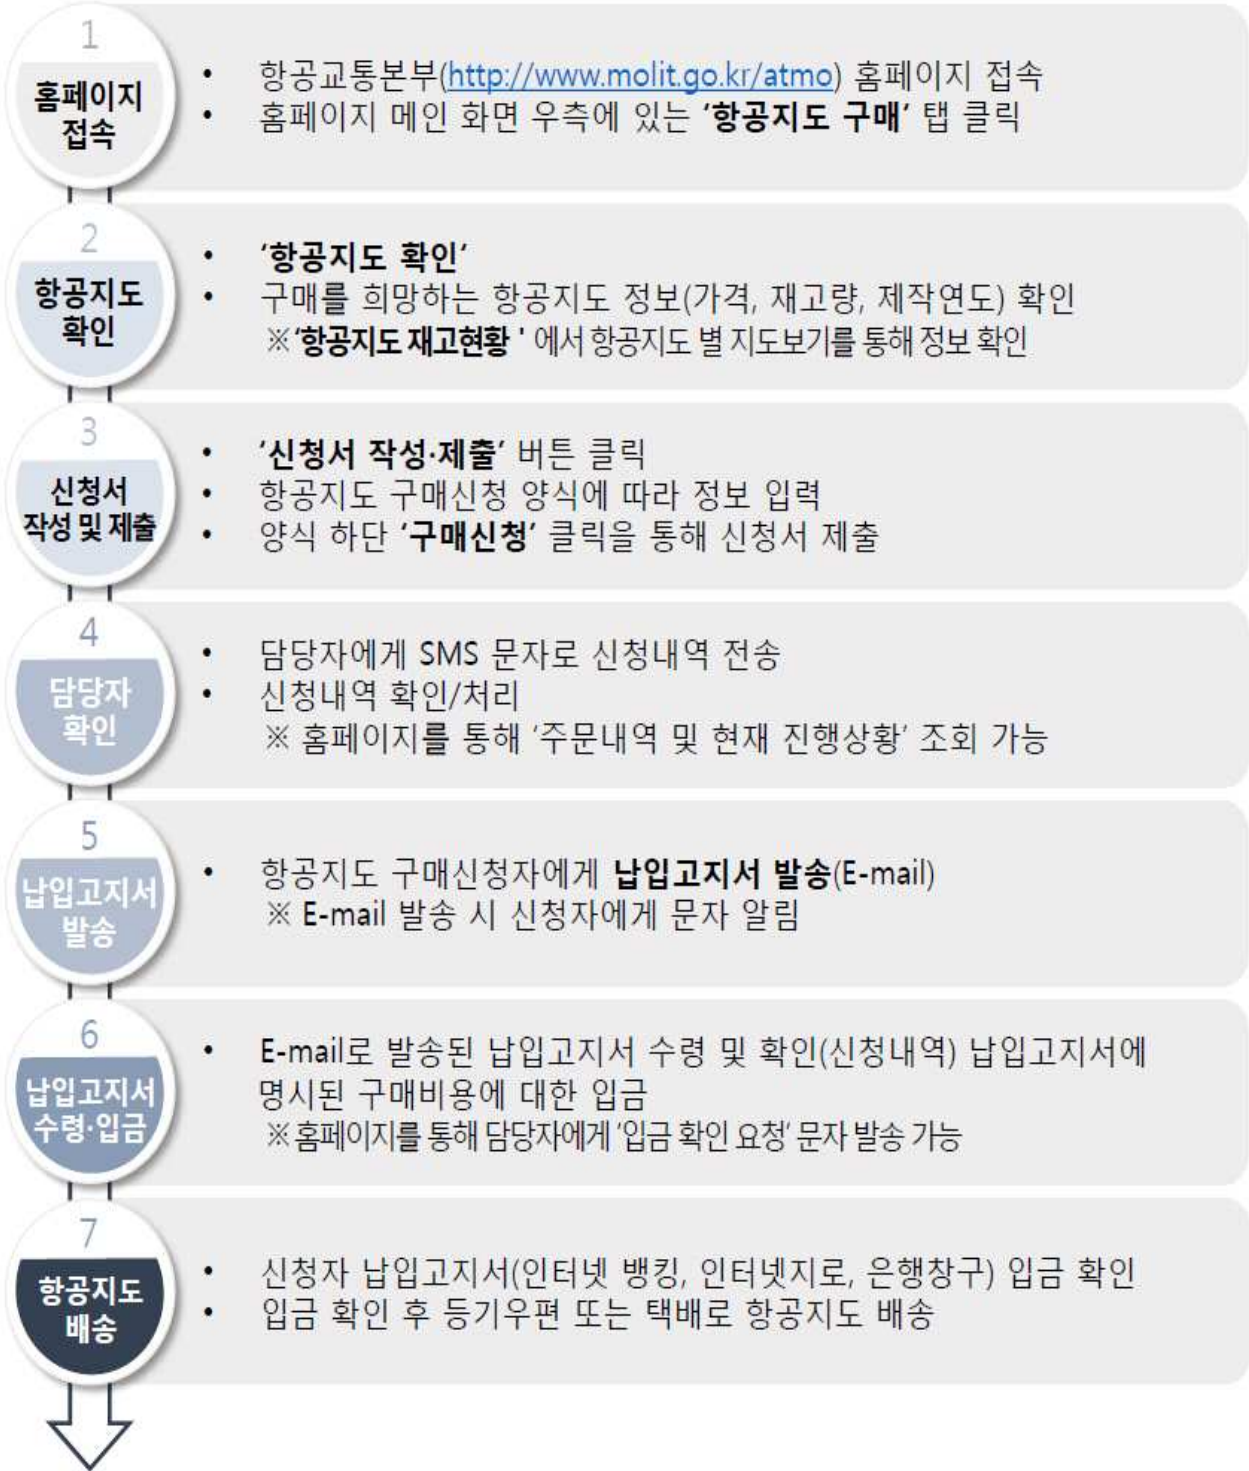 1
홈페이지
접속
• 항공교통본부(http://www.molit.go.kr/atmo) 홈페이지 접속
• 홈페이지 메인 화면 우측에 있는 ‘항공지도 구매’ 탭 클릭
2
항공지도
확인
• ‘항공지도 확인’
• 구매를 희망하는 항공지도 정보(가격, 재고량, 제작연도) 확인
※‘항공지도 재고현황 ' 에서 항공지도 별 지도보기를 통해 정보 확인
3
신청서
작성 및 제출
• ‘신청서 작성·제출’ 버튼 클릭
• 항공지도 구매신청 양식에 따라 정보 입력
• 양식 하단 ‘구매신청’ 클릭을 통해 신청서 제출
4
담당자
확인
• 담당자에게 SMS 문자로 신청내역 전송
• 신청내역 확인/처리
※ 홈페이지를 통해 ‘주문내역 및 현재 진행상황’ 조회 가능
5
납입고지서
발송
• 항공지도 구매신청자에게 납입고지서 발송(E-mail)
※ E-mail 발송 시 신청자에게 문자 알림
6
납입고지서
수령·입금
• E-mail로 발송된 납입고지서 수령 및 확인(신청내역) 납입고지서에
명시된 구매비용에 대한 입금
※ 홈페이지를 통해 담당자에게 ‘입금 확인 요청’ 문자 발송 가능
7
항공지도
배송
• 신청자 납입고지서(인터넷 뱅킹, 인터넷지로, 은행창구) 입금 확인
• 입금 확인 후 등기우편 또는 택배로 항공지도 배송